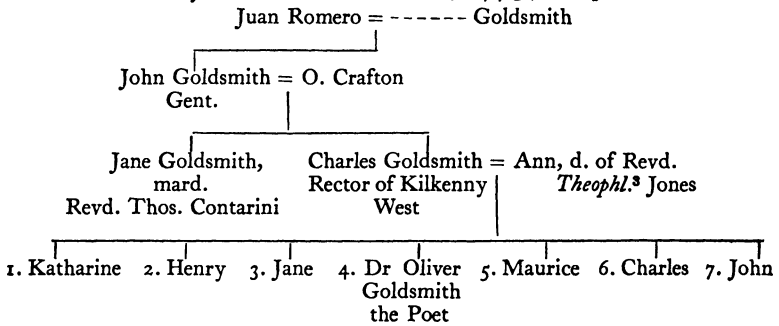 Juan Romero = ------ Goldsmith
John Goldsmith = O. Crafton
Gent.
Jane Goldsmith,
mard.
Revd. Thos. Contarini
Charles Goldsmith = Ann, d. of Revd.
Rector of Kilkenny Theophl.³ Jones
West
1. Katharine 2. Henry 3. Jane 4. Dr Oliver 5. Maurice 6. Charles 7. John
Goldsmith
the Poet